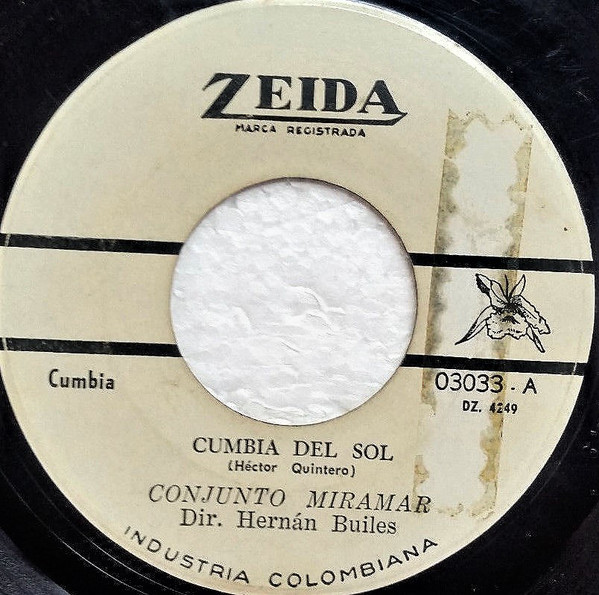 ZEIDA
MARCA REGISTRADA
Cumbia
03033 - A
DZ. 4249
CUMBIA DEL SOL
(Héctor Quintero)
CONJUNTO MIRAMAR
Dir. Hernán Builes
INDUSTRIA COLOMBIANA